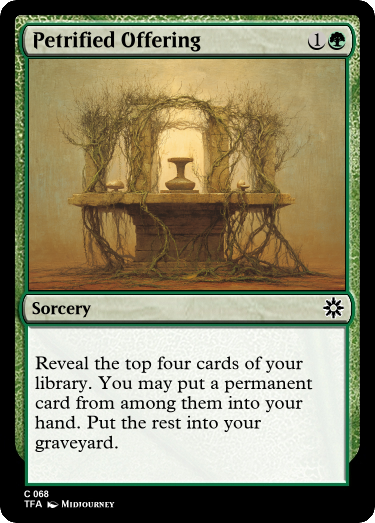 Petrified Offering 1
Sorcery
Reveal the top four cards of your
library. You may put a permanent
card from among them into your
hand. Put the rest into your
graveyard.
C 068
TFA Midjourney